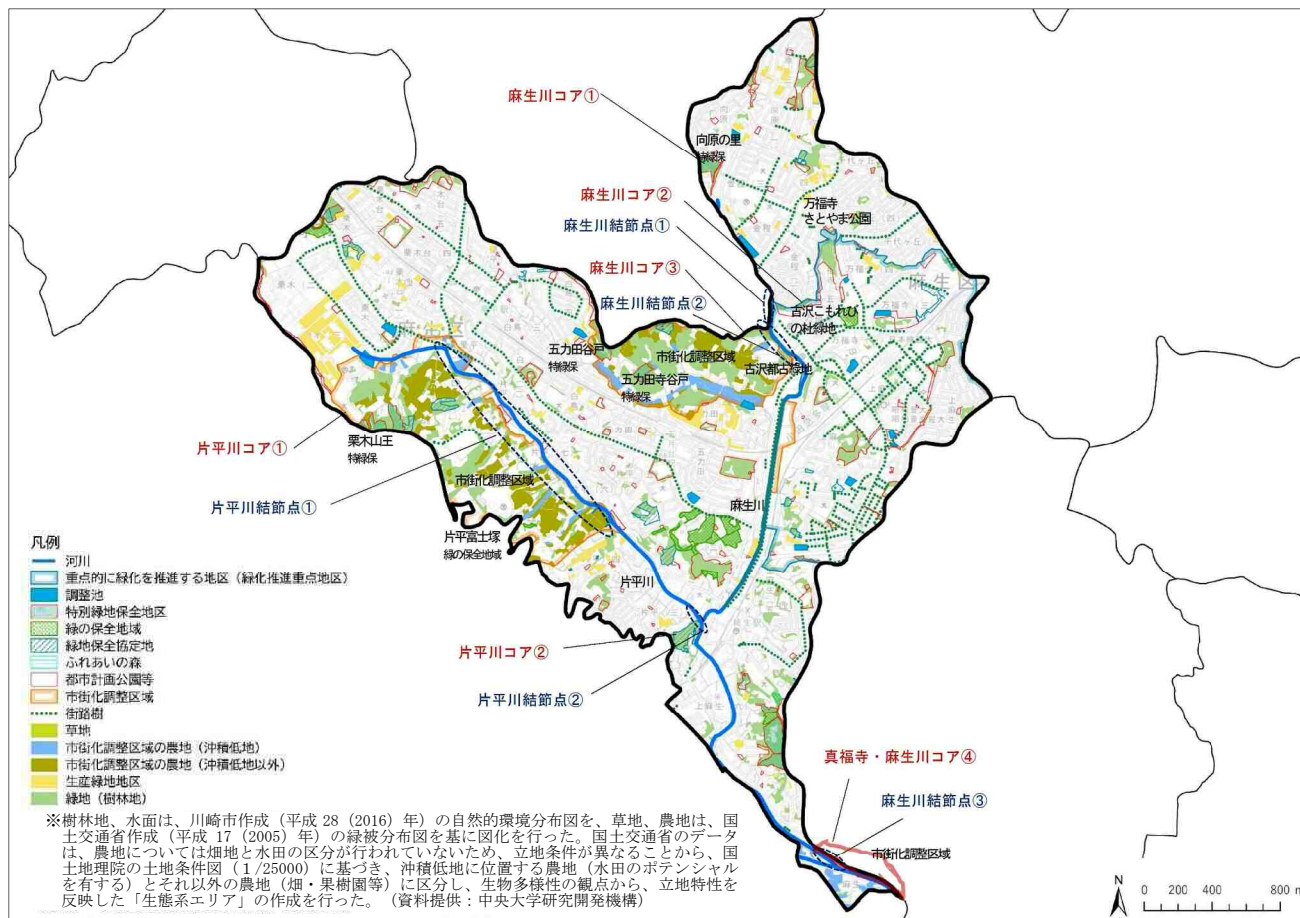 麻生川コア①
向原の里
特緑保
麻生川コア②
麻生川結節点①
万福寺
さとやま公園
麻生川コア③
麻生川結節点②
麻生区
古沢こもれび
の杜緑地
麻生区
五力田谷戸
特緑保
市街化調整区域
古沢都古緑地
五力田寺谷戸
特緑保
片平川コア①
栗木山王
特緑保
片平川結節点①
市街化調整区域
麻生川
片平富士塚
緑の保全地域
片平川
片平川コア②
片平川結節点②
真福寺・麻生川コア④
麻生川結節点③
市街化調整区域
凡例
河川
重点的に緑化を推進する地区（緑化推進重点地区）
調整池
特別緑地保全地区
緑の保全地域
緑地保全協定地
ふれあいの森
都市計画公園等
市街化調整区域
街路樹
草地
市街化調整区域の農地（沖積低地）
市街化調整区域の農地（沖積低地以外）
生産緑地地区
緑地（樹林地）
※樹林地、水面は、川崎市作成（平成 28（2016）年）の自然的環境分布図を、草地、農地は、国
土交通省作成（平成 17（2005）年）の緑被分布図を基に図化を行った。国土交通省のデータ
は、農地については畑地と水田の区分が行われていないため、立地条件が異なることから、国
土地理院の土地条件図（1/25000）に基づき、沖積低地に位置する農地（水田のポテンシャル
を有する）とそれ以外の農地（畑・果樹園等）に区分し、生物多様性の観点から、立地特性を
反映した「生態系エリア」の作成を行った。（資料提供：中央大学研究開発機構）
N
0 200 400 800 m